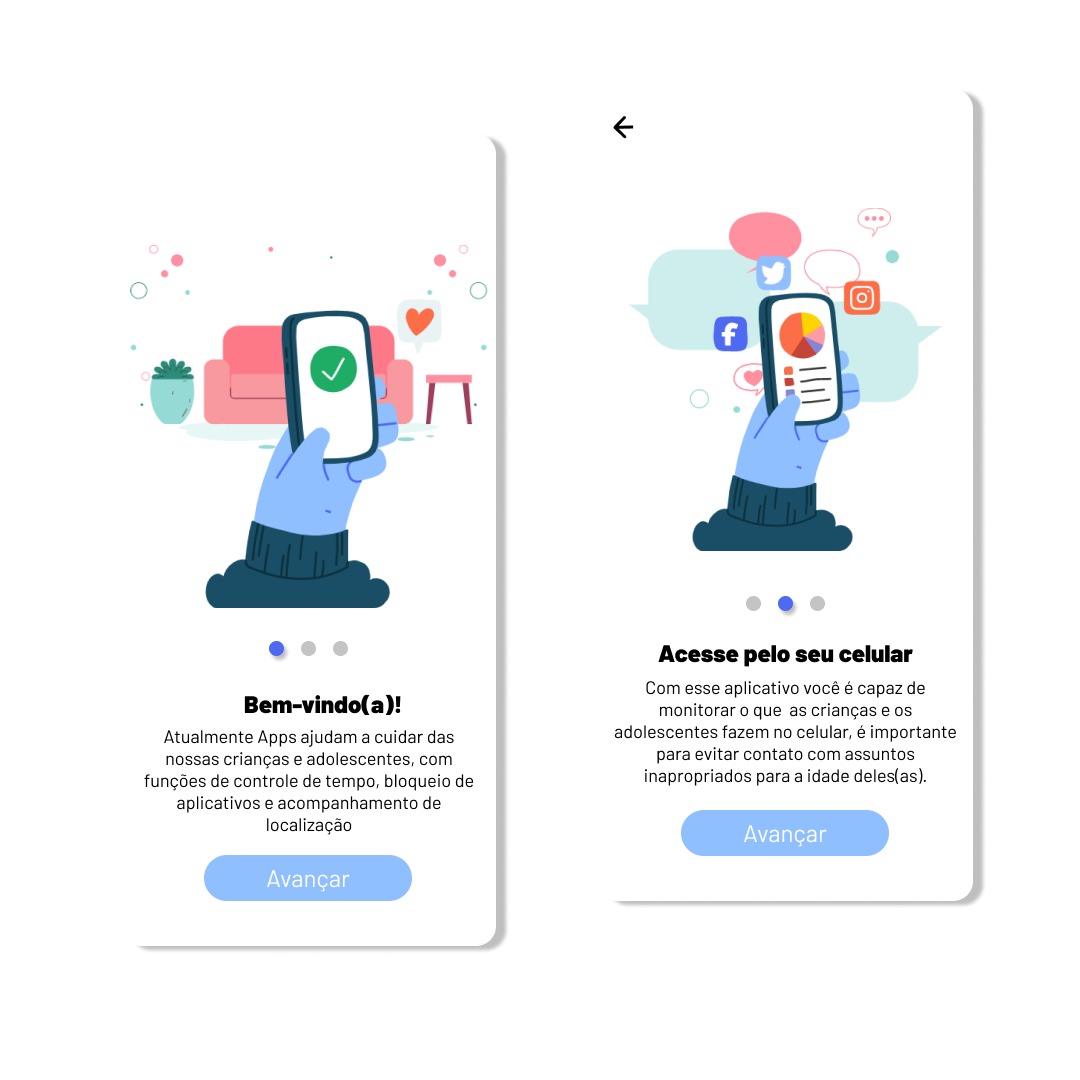 Bem-vindo(a)!
Atualmente Apps ajudam a cuidar das
nossas crianças e adolescentes, com
funções de controle de tempo, bloqueio de
aplicativos e acompanhamento de
localização
Avançar
Acesse pelo seu celular
Com esse aplicativo você é capaz de
monitorar o que  as crianças e os
adolescentes fazem no celular, é importante
para evitar contato com assuntos
inapropriados para a idade deles(as).
Avançar